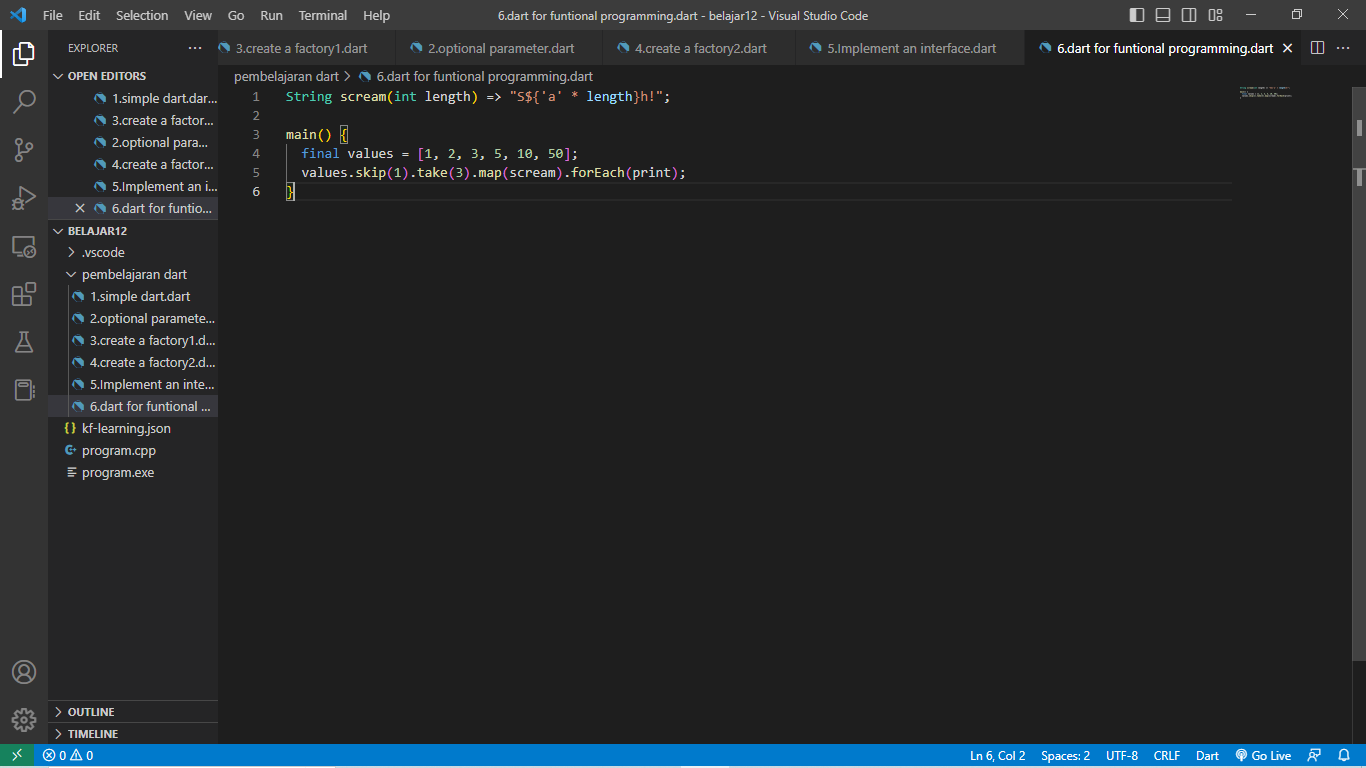 File Edit Selection View Go Run Terminal Help 6.dart for funtional programming.dart - belajar12 - Visual Studio Code
EXPLORER
3.create a factory1.dart 2.optional parameter.dart 4.create a factory2.dart 5.Implement an interface.dart 6.dart for funtional programming.dart
OPEN EDITORS
1.simple dart.dar...
3.create a factor...
2.optional para...
4.create a factor...
5.Implement an i...
6.dart for funtio...
BELAJAR12
.vscode
pembelajaran dart
1.simple dart.dart
2.optional paramete...
3.create a factory1.d...
4.create a factory2.d...
5.Implement an inte...
6.dart for funtional ...
kf-learning.json
program.cpp
program.exe
OUTLINE
TIMELINE
pembelajaran dart > 6.dart for funtional programming.dart
1 String scream(int length) => "S${'a' * length}h!";
2
3 main() {
4 final values = [1, 2, 3, 5, 10, 50];
5 values.skip(1).take(3).map(scream).forEach(print);
6 }
0 0 Ln 6, Col 2 Spaces: 2 UTF-8 CRLF Dart Go Live